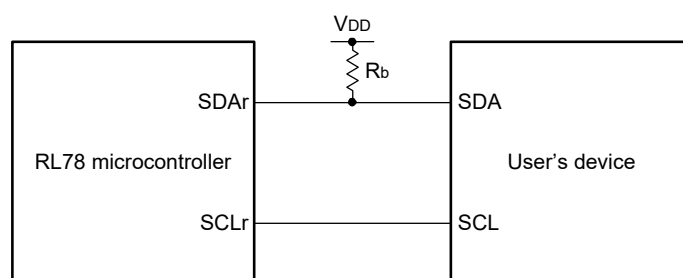 VDD
Rb
SDAr
SDA
RL78 microcontroller
User's device
SCLr
SCL